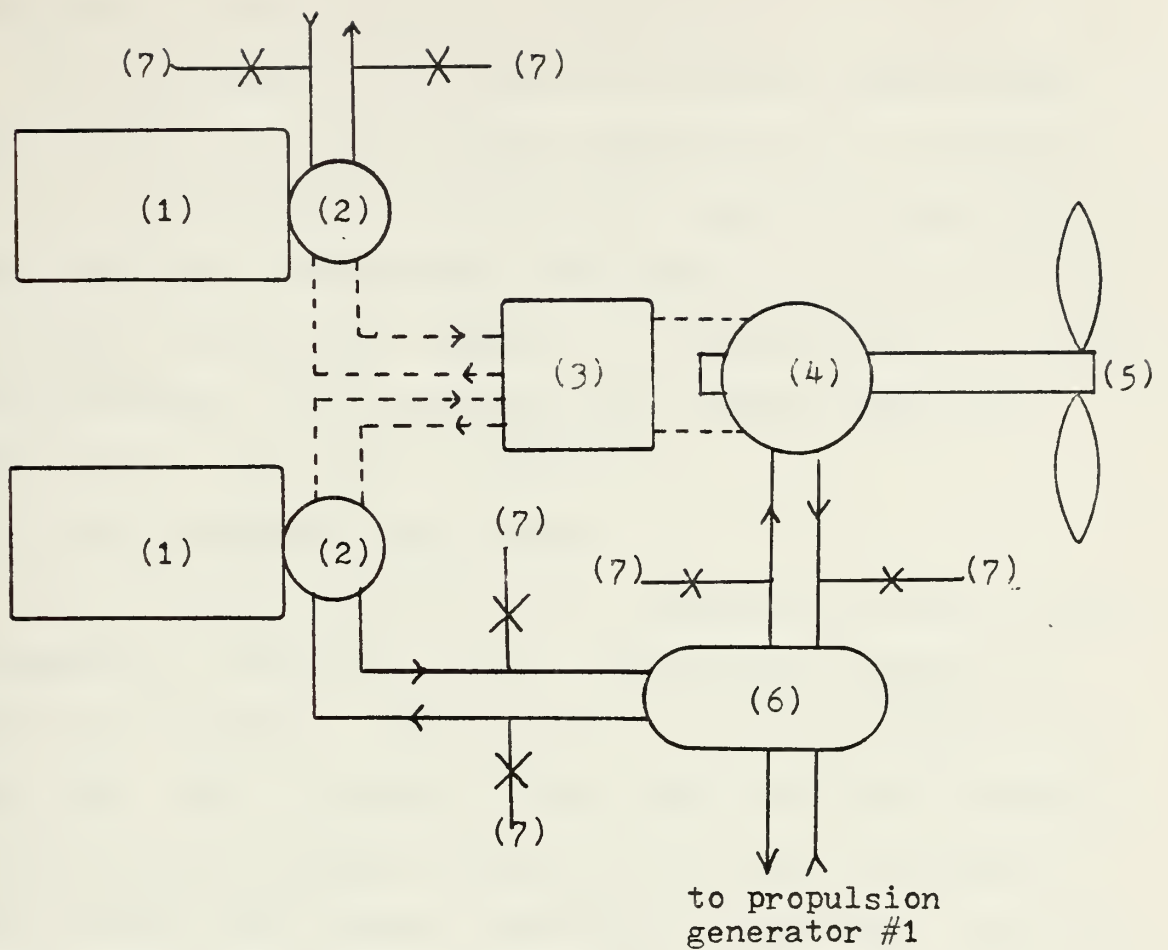 (7) (7)
(1) (2)
(3) (4) (5)
(7)
(1) (2) (7) (7)
(6)
(7)
to propulsion
generator #1